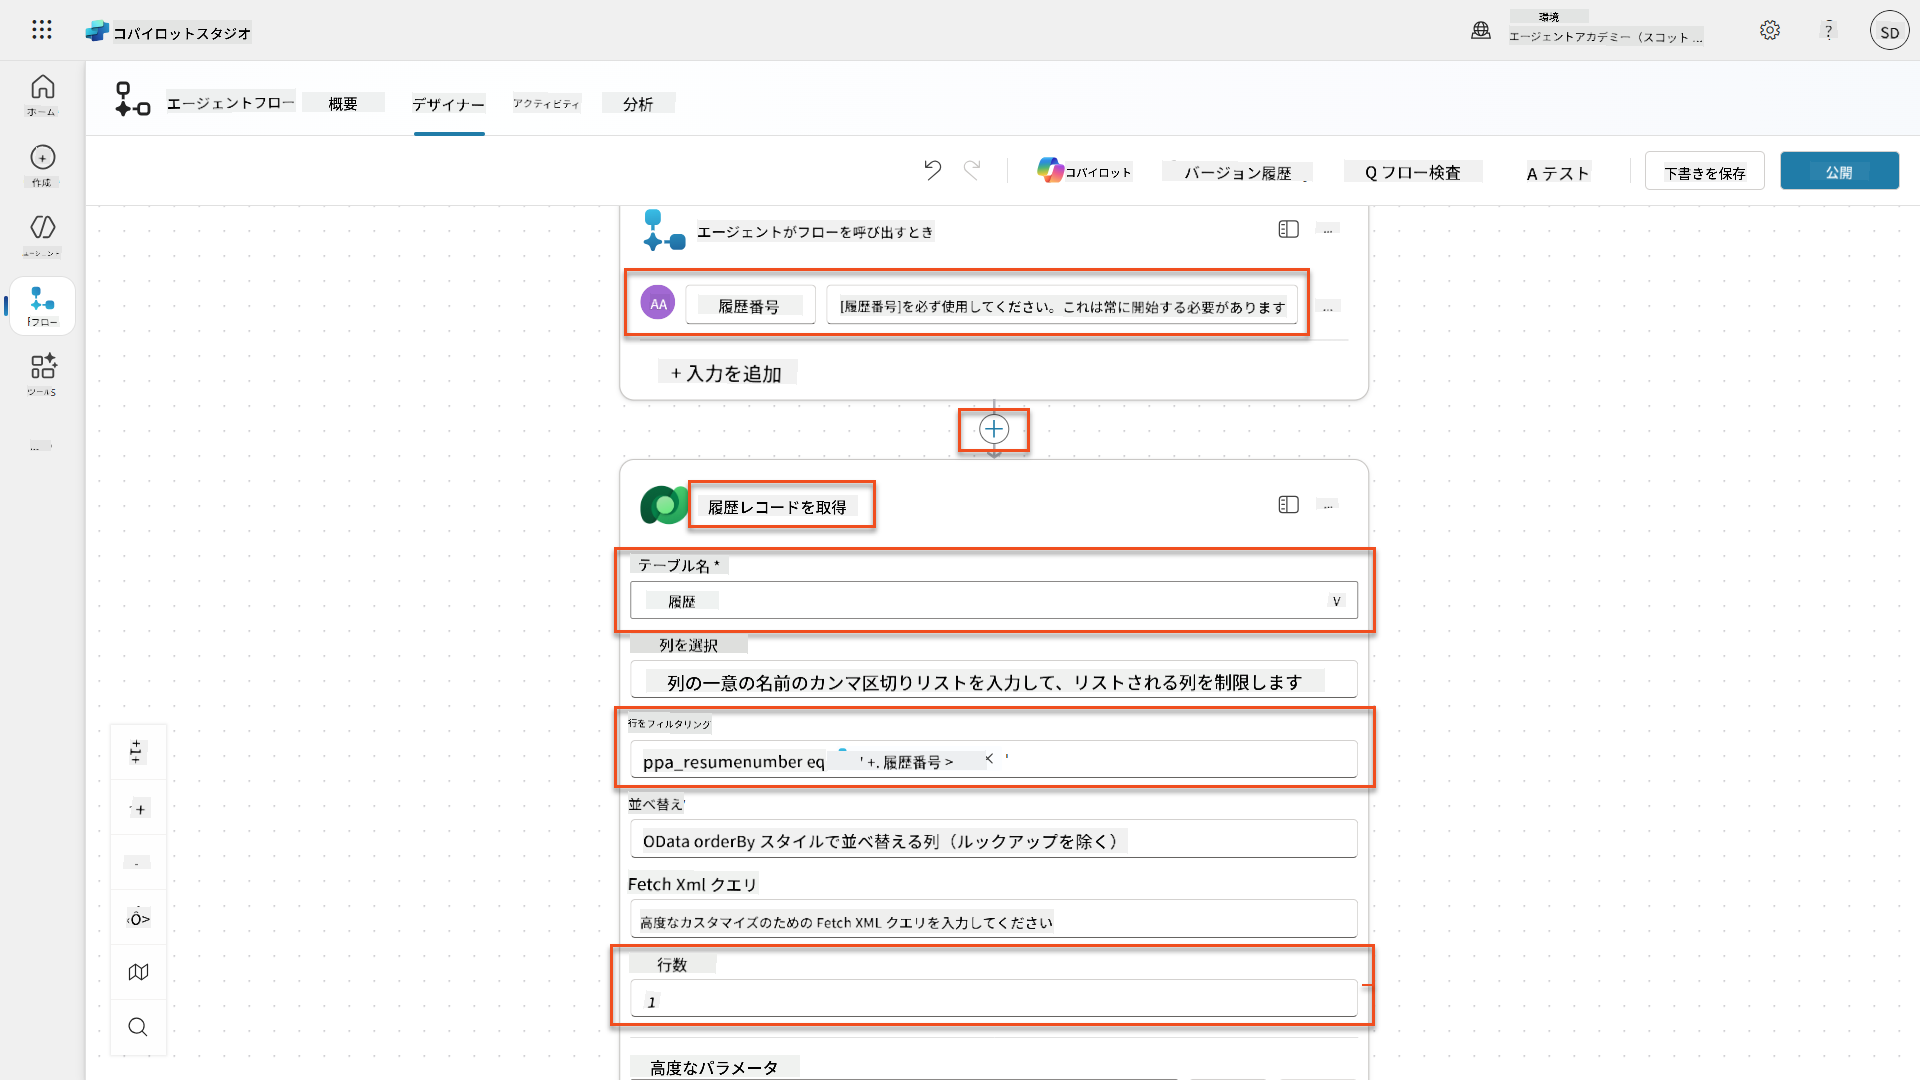 コパイロットスタジオ
環境
エージェントアカデミー（スコット ...
?
SD
ホーム
作成
エージェント
フロー
ツールS
...
エージェントフロー
概要
デザイナー
アクティビティ
分析
コパイロット
バージョン履歴
Q フロー検査
A テスト
下書きを保存
公開
エージェントがフローを呼び出すとき
...
AA
履歴番号
[履歴番号]を必ず使用してください。これは常に開始する必要があります
...
+ 入力を追加
履歴レコードを取得
...
テーブル名 *
履歴
V
列を選択
列の一意の名前のカンマ区切りリストを入力して、リストされる列を制限します
行をフィルタリング
ppa_resumenumber eq ' +. 履歴番号 > '
並べ替え
OData orderBy スタイルで並べ替える列（ルックアップを除く）
Fetch Xml クエリ
高度なカスタマイズのための Fetch XML クエリを入力してください
行数
1
高度なパラメータ